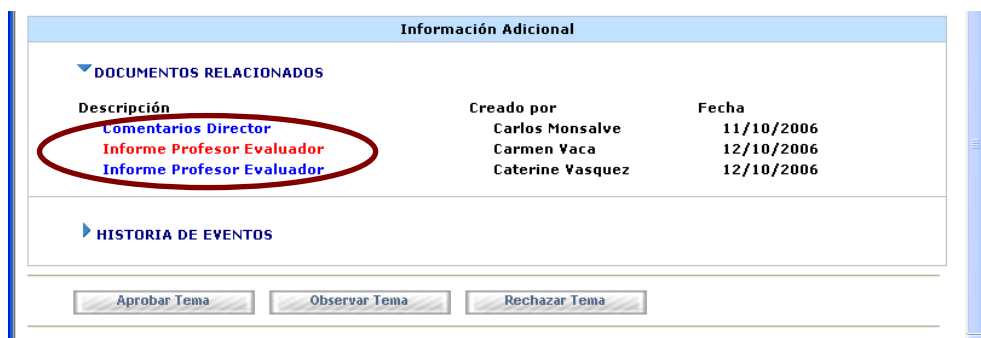 Información Adicional
DOCUMENTOS RELACIONADOS
Descripción Creado por Fecha
Comentarios Director Carlos Monsalve 11/10/2006
Informe Profesor Evaluador Carmen Vaca 12/10/2006
Informe Profesor Evaluador Caterine Vasquez 12/10/2006
HISTORIA DE EVENTOS
Aprobar Tema Observar Tema Rechazar Tema